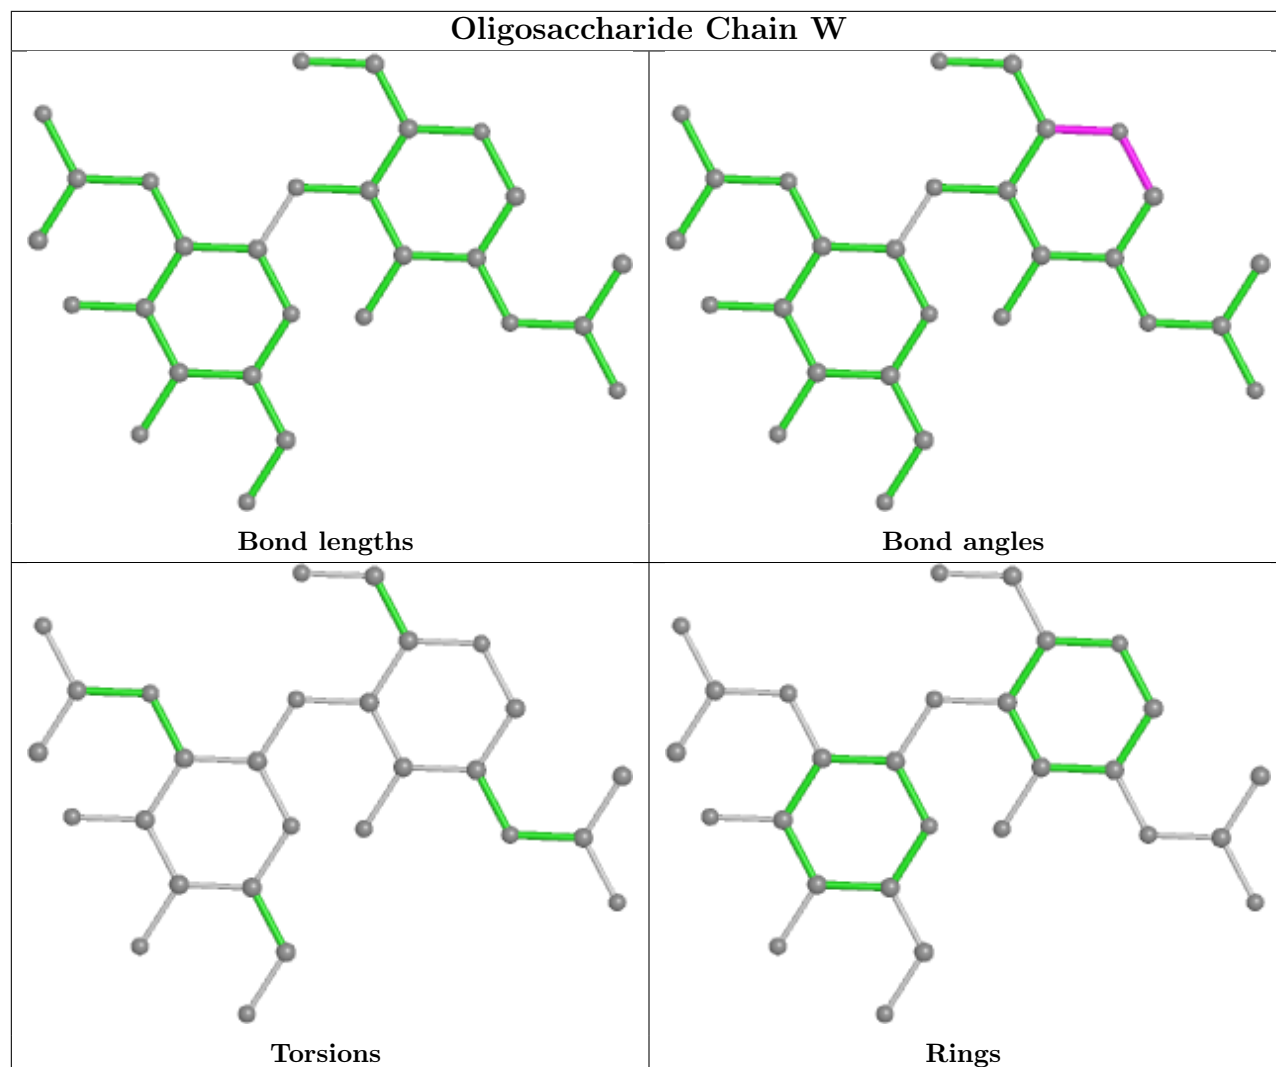 Oligosaccharide Chain W
Bond lengths
Bond angles
Torsions
Rings